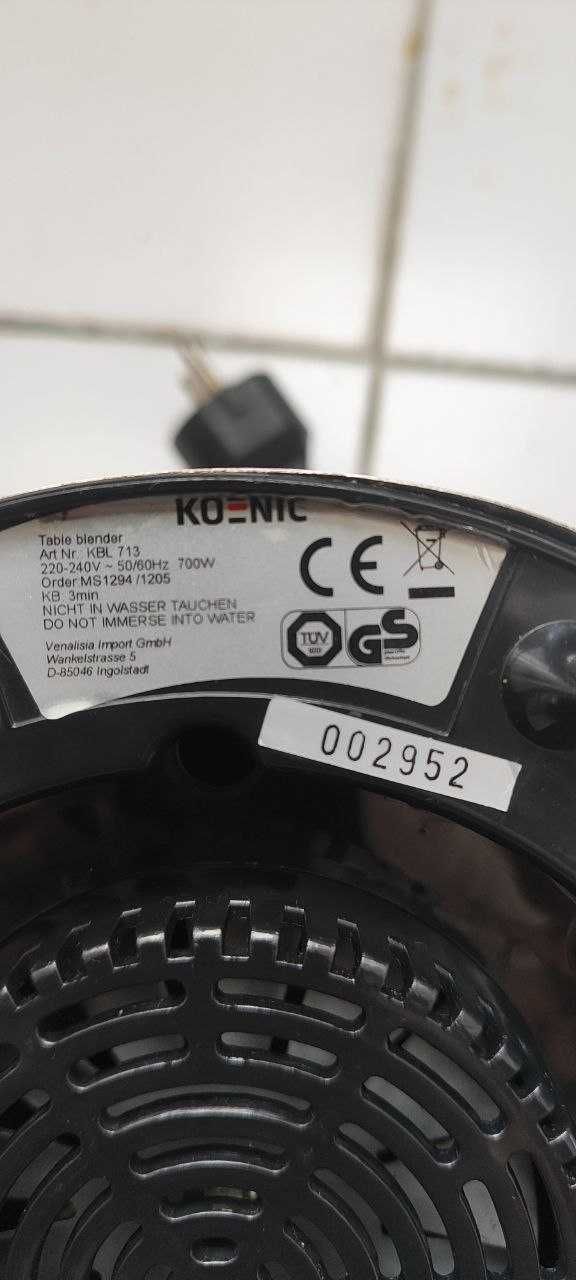 KOENIC
Table blender
Art Nr.: KBL 713
220-240V ~ 50/60Hz 700W
Order MS1294 /1205
KB: 3min
NICHT IN WASSER TAUCHEN
DO NOT IMMERSE INTO WATER
Venalisia Import GmbH
Wankelstrasse 5
D-85046 Ingolstadt
CE
TÜV
GS
002952